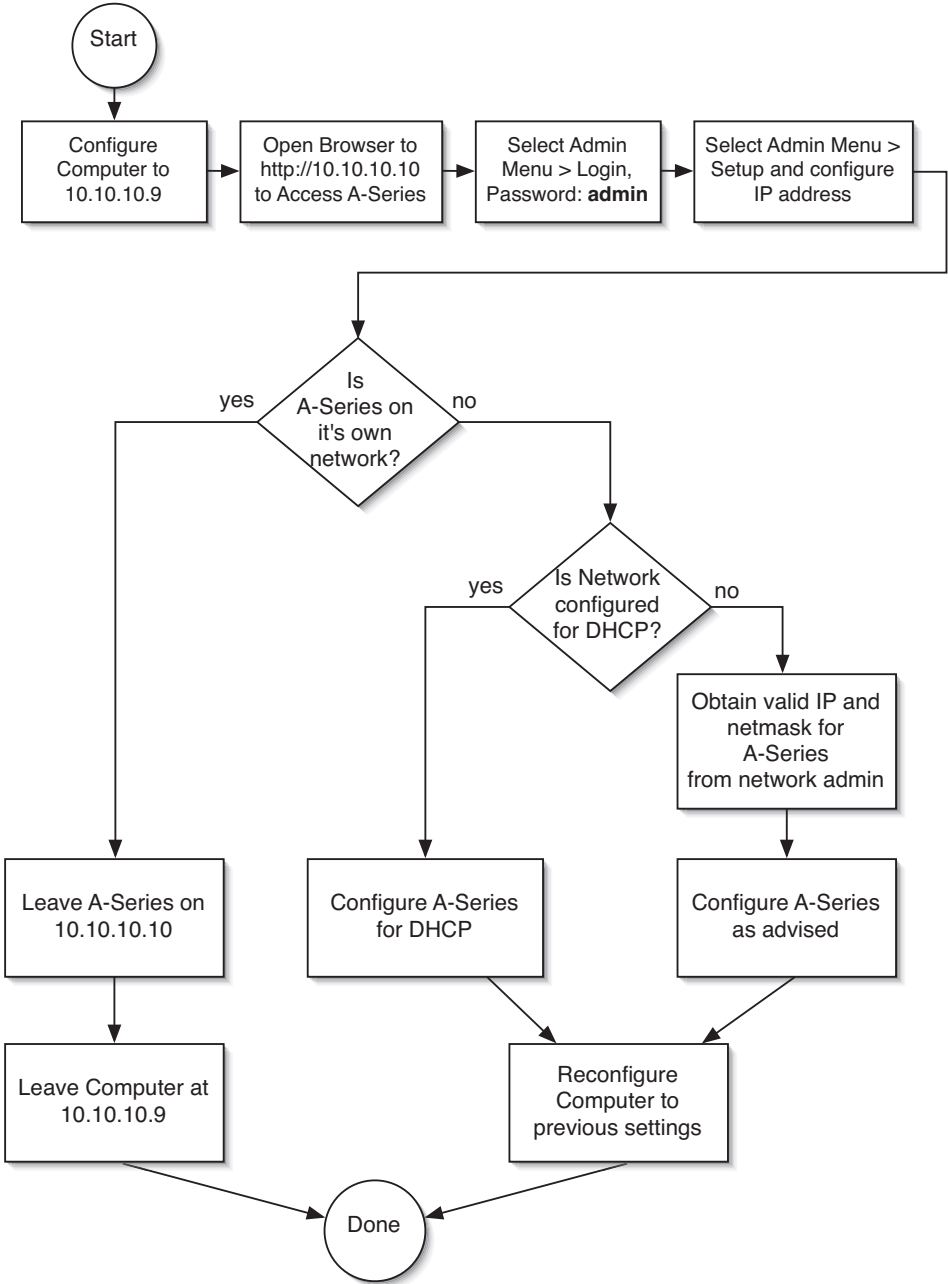 Start
Configure
Computer to
10.10.10.9
Open Browser to
http://10.10.10.10
to Access A-Series
Select Admin
Menu > Login,
Password: admin
Select Admin Menu >
Setup and configure
IP address
Is
A-Series on
it's own
network?
yes
no
Is Network
configured
for DHCP?
yes
no
Obtain valid IP and
netmask for
A-Series
from network admin
Leave A-Series on
10.10.10.10
Configure A-Series
for DHCP
Configure A-Series
as advised
Leave Computer at
10.10.10.9
Reconfigure
Computer to
previous settings
Done